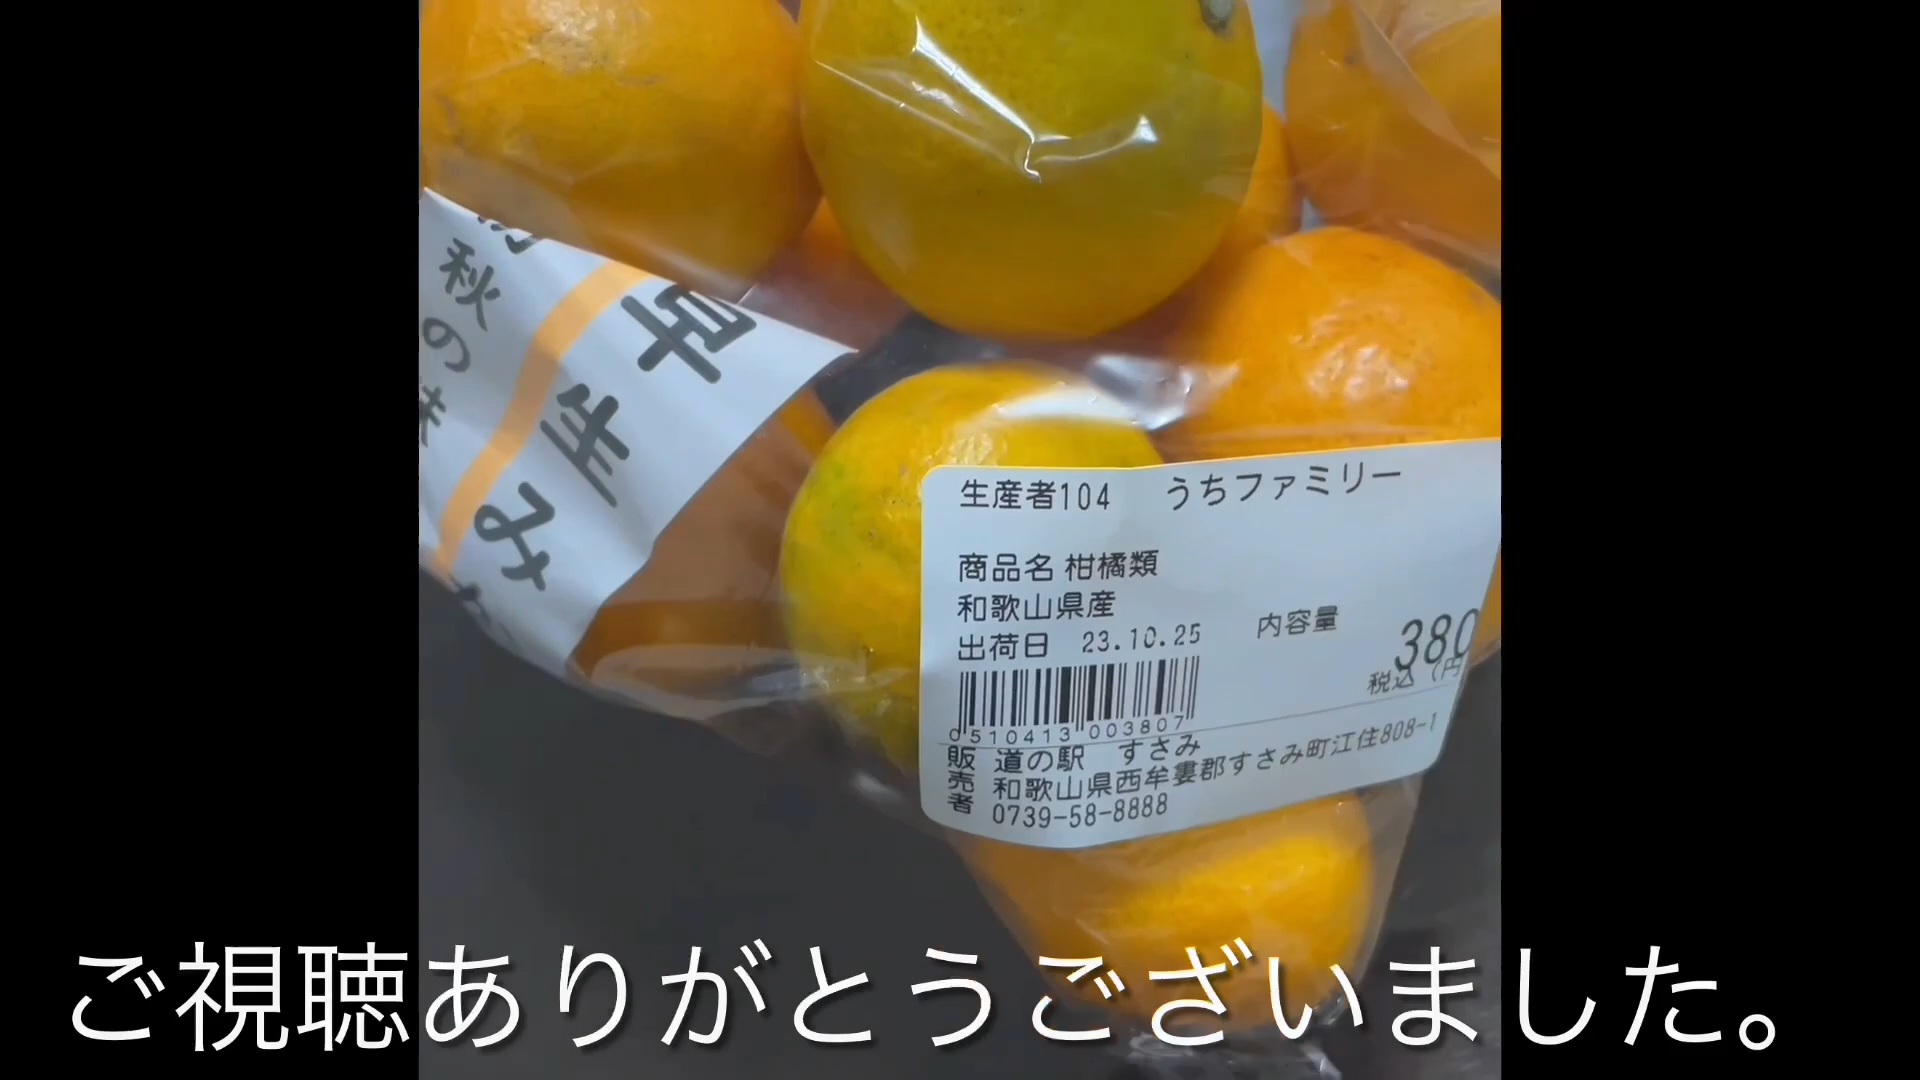 早生み
秋の味
生産者104 うちファミリー
商品名 柑橘類
和歌山県産
出荷日 23.10.25 内容量
380
税込 (円
0510413 003807
販売者 道の駅 すさみ
和歌山県西牟婁郡すさみ町江住808-1
0739-58-8888
ご視聴ありがとうございました。